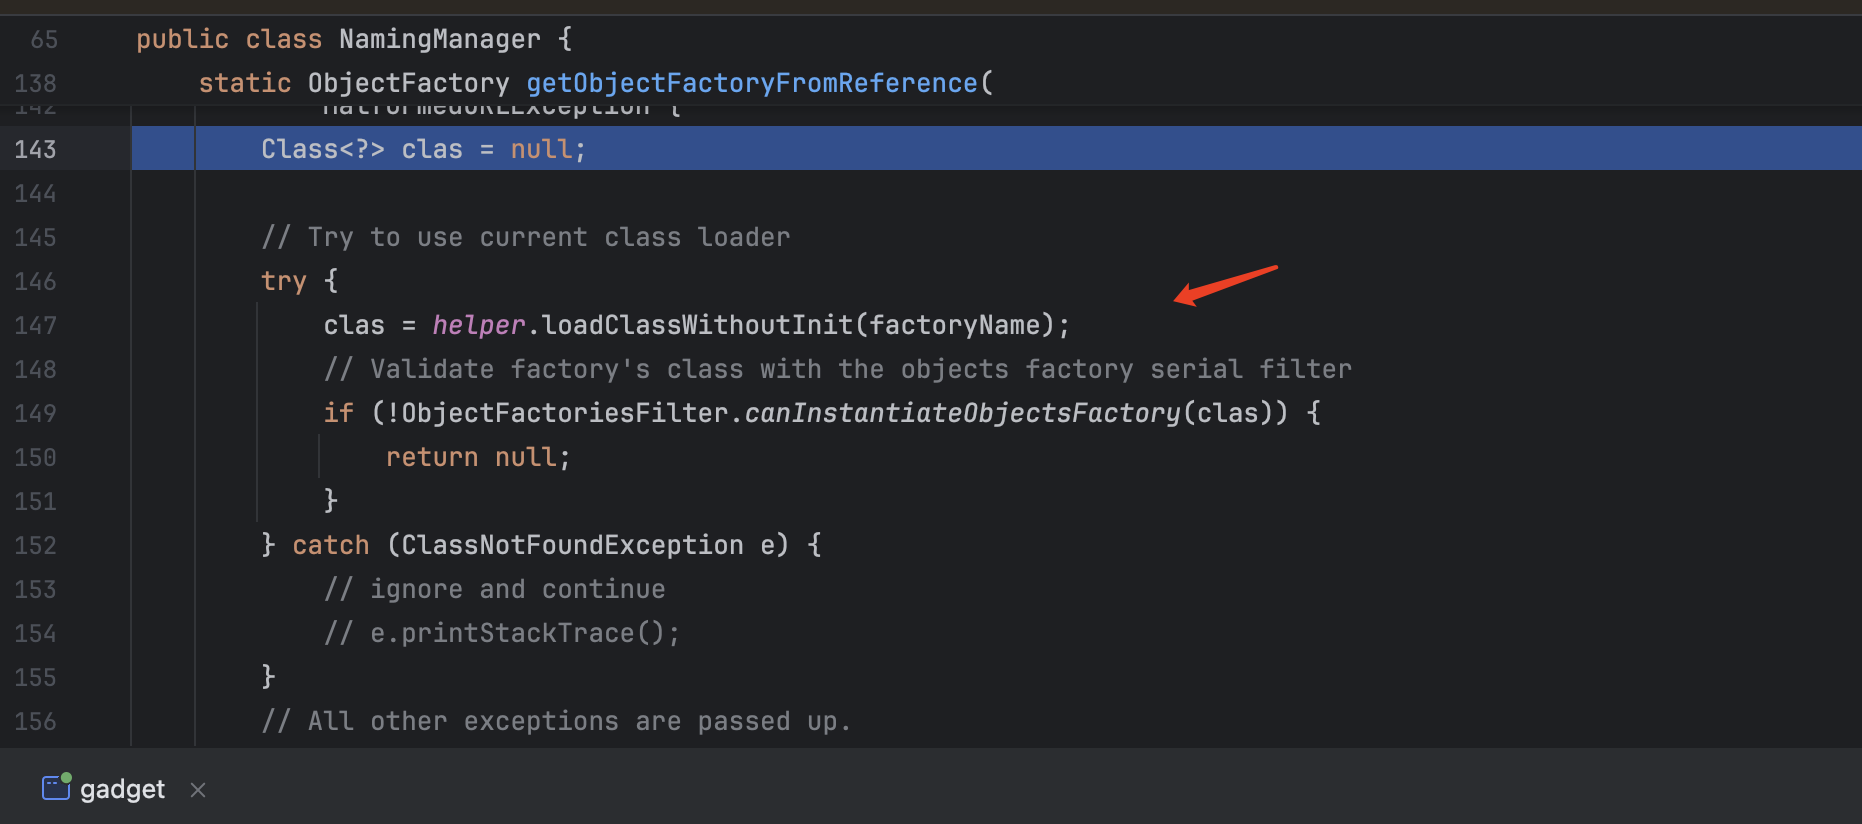 65 public class NamingManager {
138 static ObjectFactory getObjectFactoryFromReference(
142 MalformedURLException {
143 Class<?> clas = null;
144
145 // Try to use current class loader
146 try {
147 clas = helper.loadClassWithoutInit(factoryName);
148 // Validate factory's class with the objects factory serial filter
149 if (!ObjectFactoriesFilter.canInstantiateObjectsFactory(clas)) {
150 return null;
151 }
152 } catch (ClassNotFoundException e) {
153 // ignore and continue
154 // e.printStackTrace();
155 }
156 // All other exceptions are passed up.
gadget